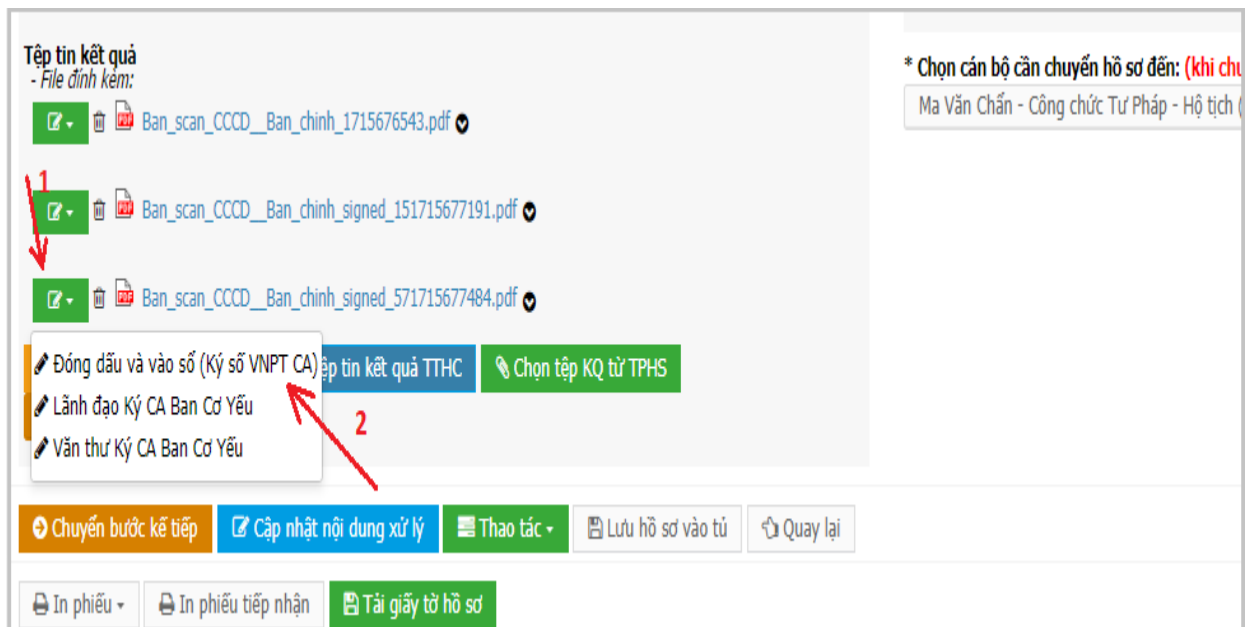 Tệp tin kết quả
- File đính kèm:
Ban_scan_CCCD__Ban_chinh_1715676543.pdf
1
Ban_scan_CCCD__Ban_chinh_signed_151715677191.pdf
Ban_scan_CCCD__Ban_chinh_signed_571715677484.pdf
Đóng dấu và vào sổ (Ký số VNPT CA)
Lãnh đạo Ký CA Ban Cơ Yếu
Văn thư Ký CA Ban Cơ Yếu
tin kết quả TTHC
Chọn tệp KQ từ TPHS
2
* Chọn cán bộ cần chuyển hồ sơ đến: (khi
Ma Văn Chẩn - Công chức Tư Pháp - Hộ tịch (
Chuyển bước kế tiếp
Cập nhật nội dung xử lý
Thao tác
Lưu hồ sơ vào tủ
Quay lại
In phiếu
In phiếu tiếp nhận
Tải giấy tờ hồ sơ